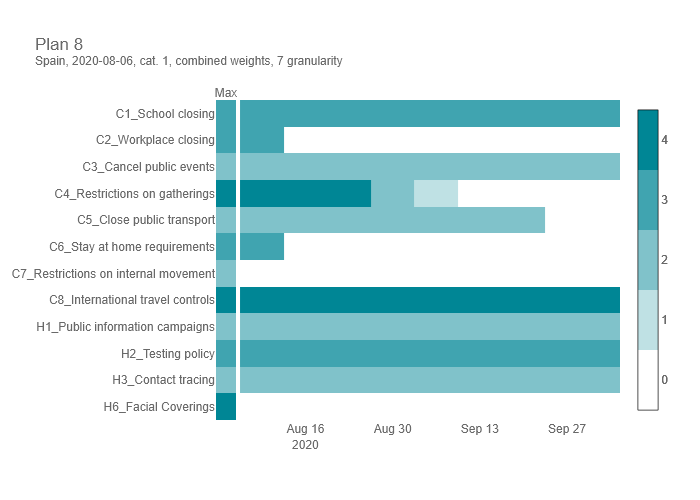 Plan 8
Spain, 2020-08-06, cat. 1, combined weights, 7 granularity
Max
C1_School closing
C2_Workplace closing
C3_Cancel public events
C4_Restrictions on gatherings
C5_Close public transport
C6_Stay at home requirements
C7_Restrictions on internal movement
C8_International travel controls
H1_Public information campaigns
H2_Testing policy
H3_Contact tracing
H6_Facial Coverings
Aug 16 Aug 30 Sep 13 Sep 27
2020
4
3
2
1
0